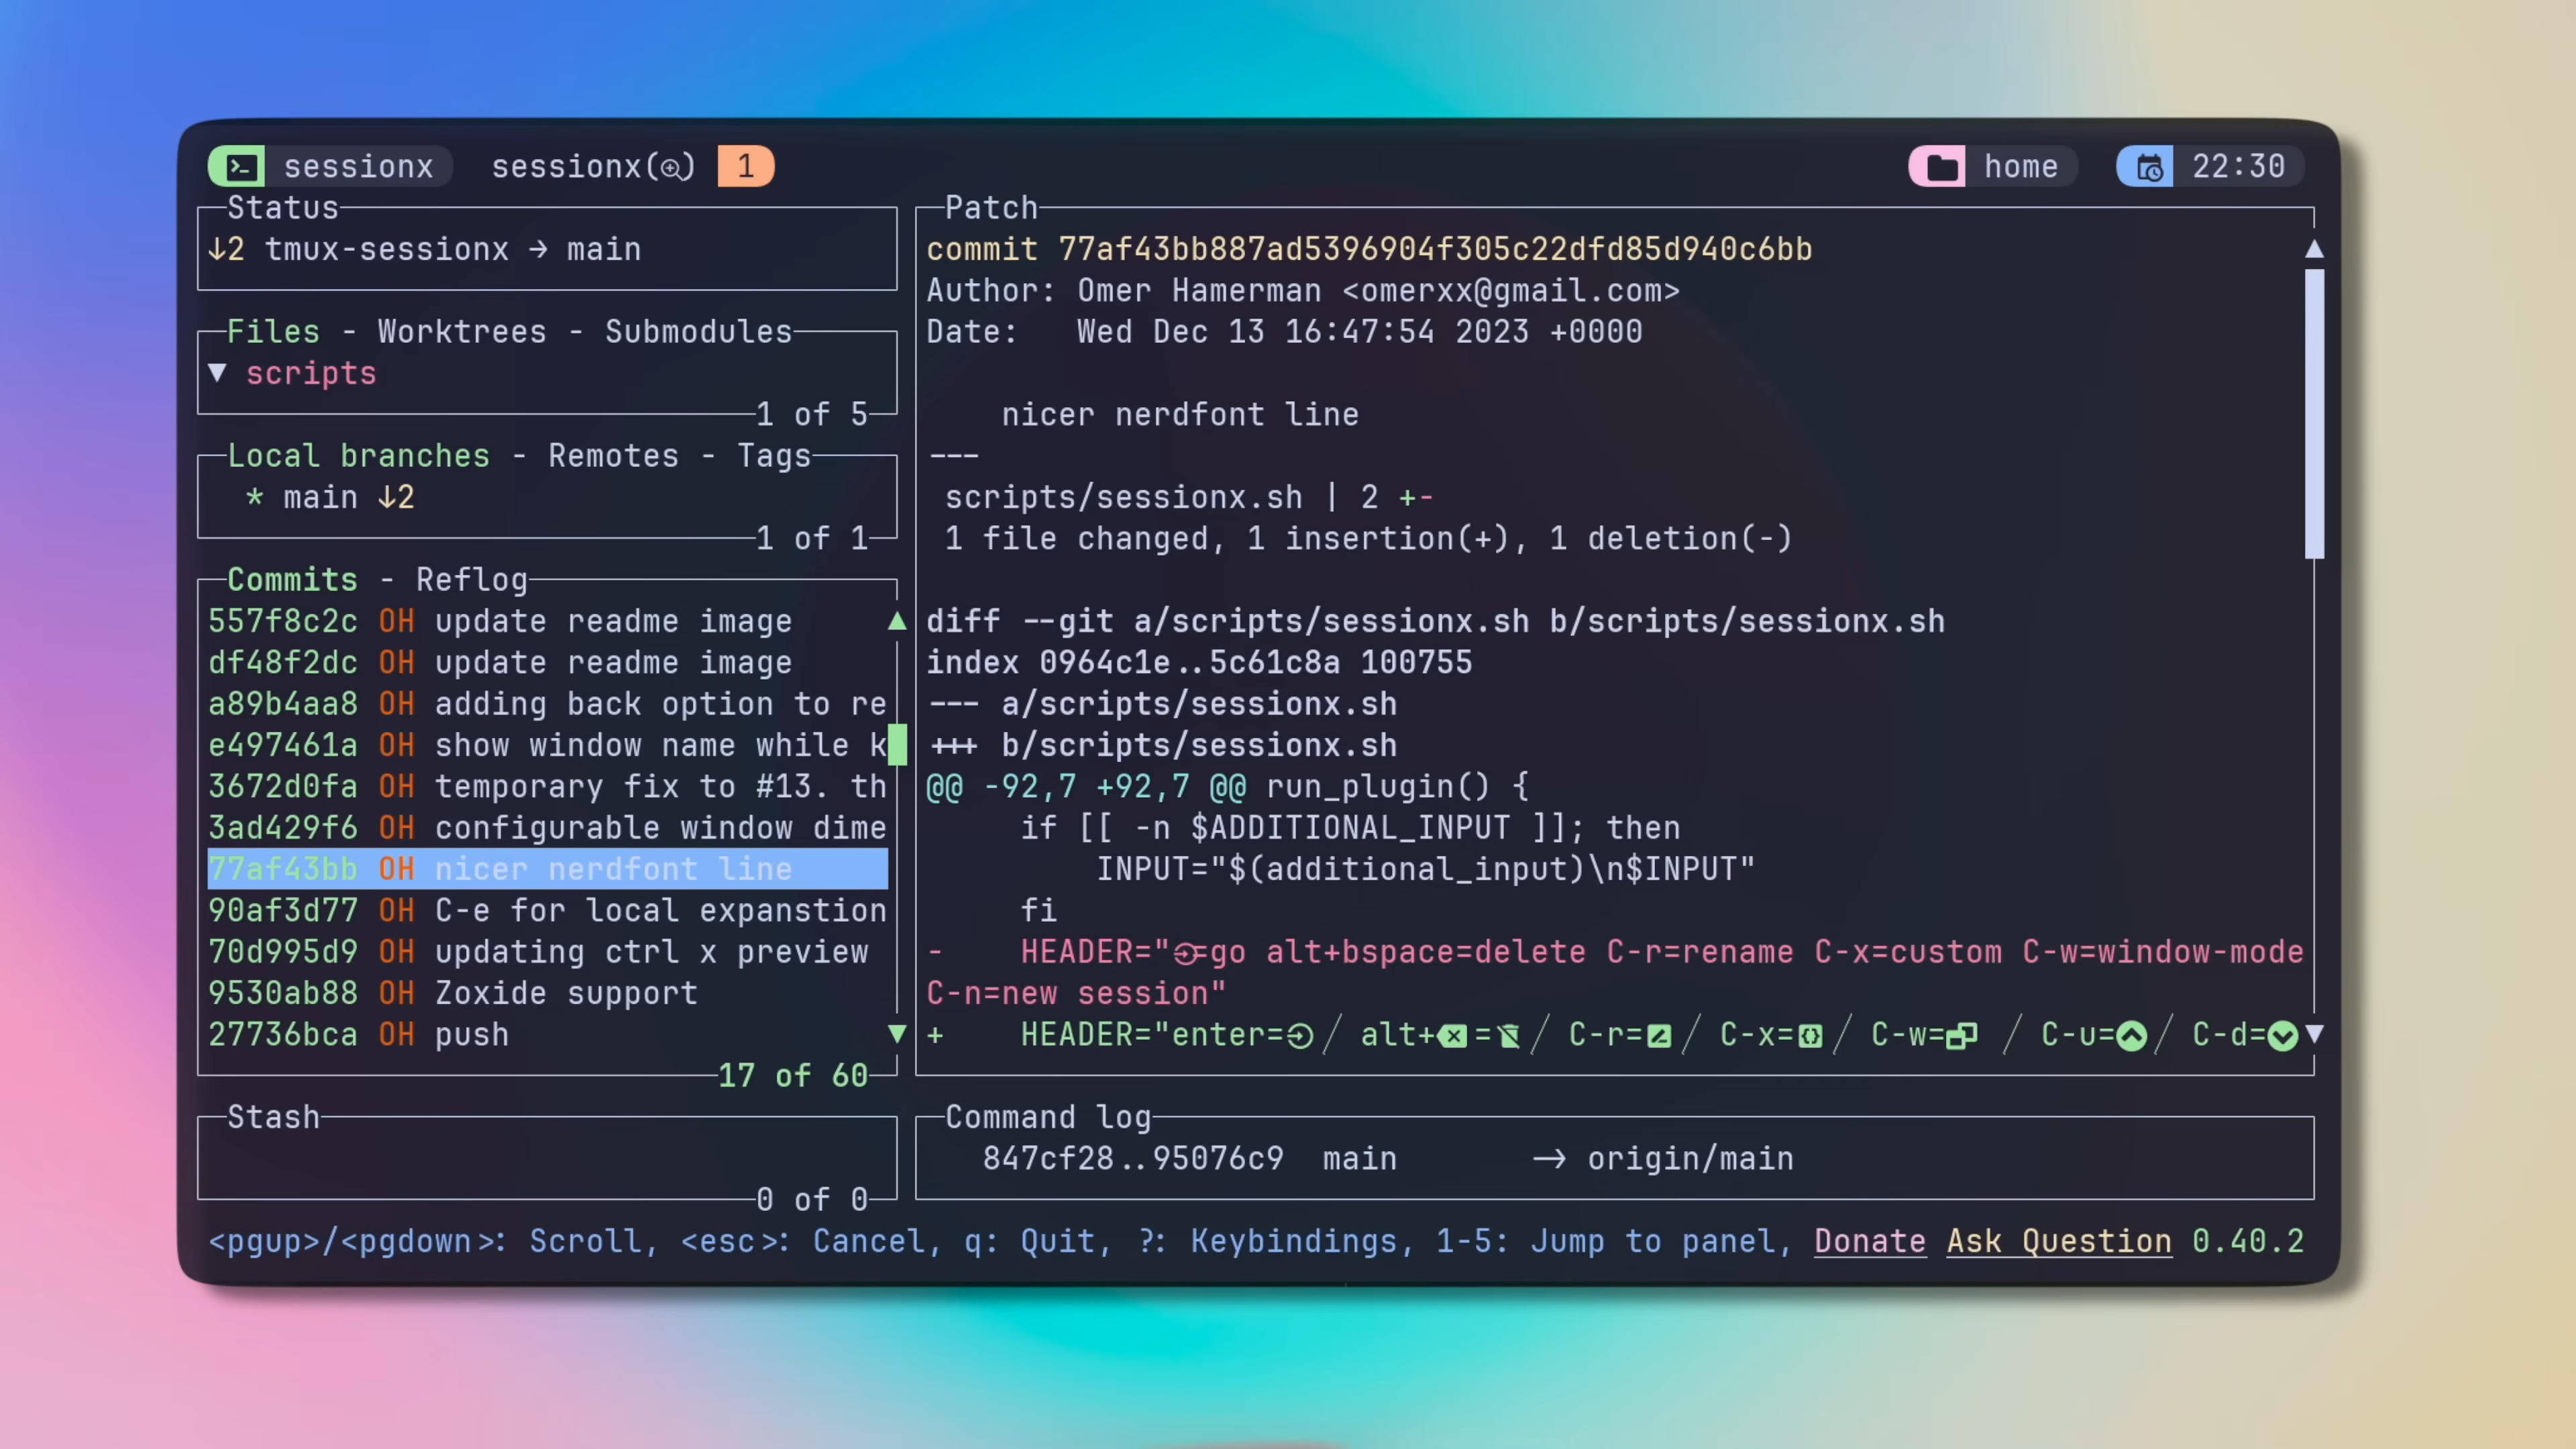 sessionx sessionx( ) 1 home 22:30
Status
↓2 tmux-sessionx → main
Files - Worktrees - Submodules
▼ scripts
1 of 5
Local branches - Remotes - Tags
* main ↓2
1 of 1
Commits - Reflog
557f8c2c OH update readme image
df48f2dc OH update readme image
a89b4aa8 OH adding back option to re
e497461a OH show window name while k
3672d0fa OH temporary fix to #13. th
3ad429f6 OH configurable window dime
77af43bb OH nicer nerdfont line
90af3d77 OH C-e for local expanstion
70d995d9 OH updating ctrl x preview
9530ab88 OH Zoxide support
27736bca OH push
17 of 60
Stash
0 of 0
Patch
commit 77af43bb887ad5396904f305c22dfd85d940c6bb
Author: Omer Hamerman <omerxx@gmail.com>
Date:   Wed Dec 13 16:47:54 2023 +0000
nicer nerdfont line
---
scripts/sessionx.sh | 2 +-
1 file changed, 1 insertion(+), 1 deletion(-)
diff --git a/scripts/sessionx.sh b/scripts/sessionx.sh
index 0964c1e..5c61c8a 100755
--- a/scripts/sessionx.sh
+++ b/scripts/sessionx.sh
@@ -92,7 +92,7 @@ run_plugin() {
if [[ -n $ADDITIONAL_INPUT ]]; then
INPUT="$(additional_input)\n$INPUT"
fi
- HEADER="=go alt+bspace=delete C-r=rename C-x=custom C-w=window-mode
C-n=new session"
+ HEADER="enter= / alt+ = / C-r= / C-x= / C-w= / C-u= / C-d=
Command log
847cf28..95076c9  main → origin/main
<pgup>/<pgdown>: Scroll, <esc>: Cancel, q: Quit, ?: Keybindings, 1-5: Jump to panel, Donate Ask Question 0.40.2